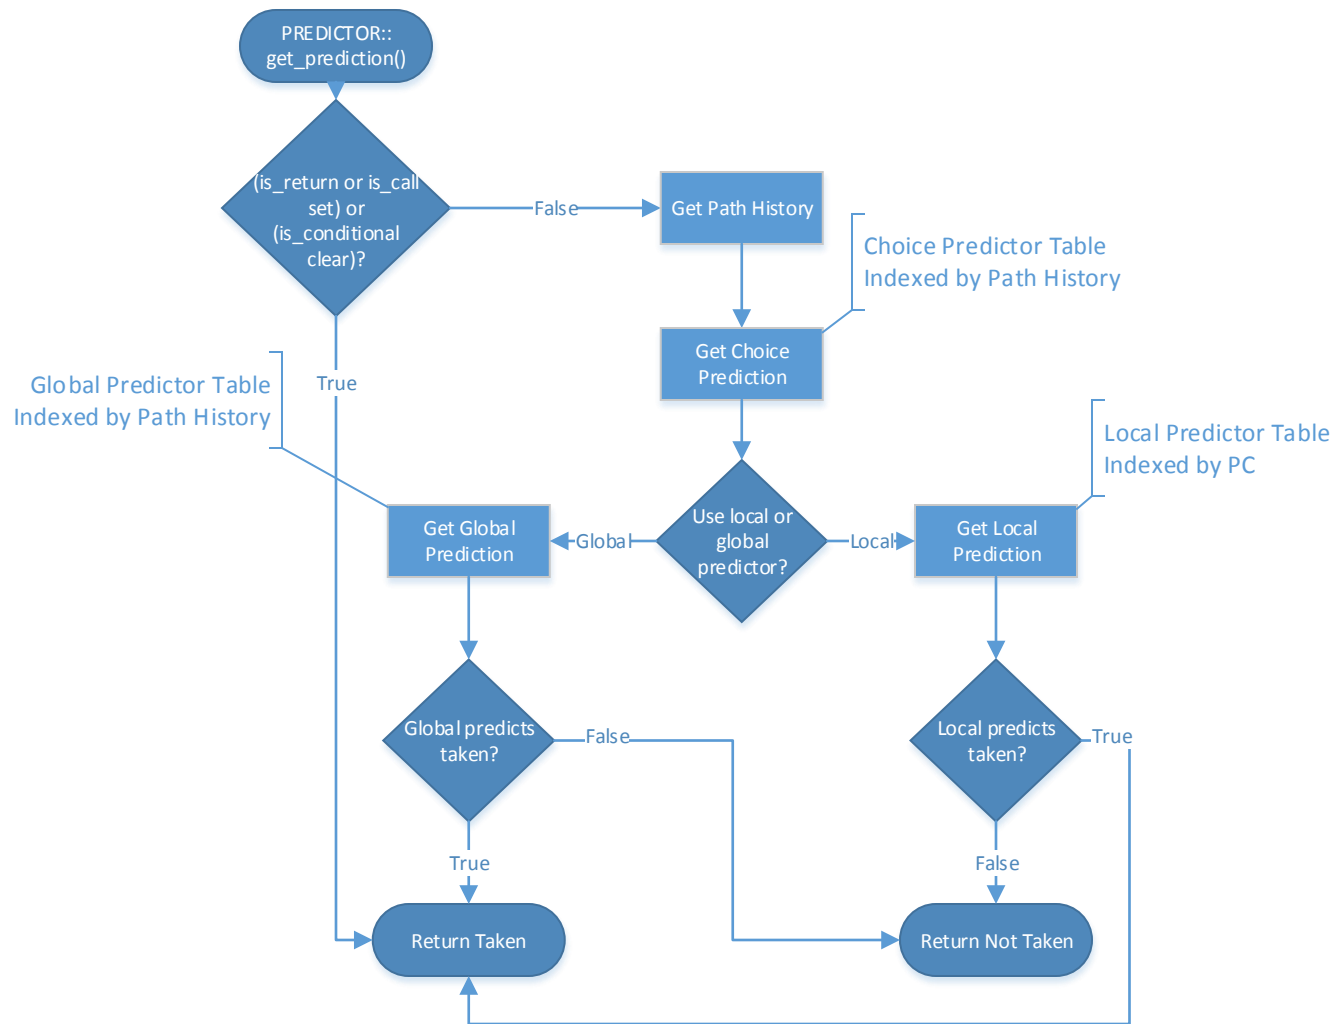 PREDICTOR::
get_prediction()
(is_return or is_call
set) or
(is_conditional
clear)?
False
Get Path History
Choice Predictor Table
Indexed by Path History
Get Choice
Prediction
True
Global Predictor Table
Indexed by Path History
Local Predictor Table
Indexed by PC
Get Global
Prediction
Global
Use local or
global
predictor?
Local
Get Local
Prediction
Global predicts
taken?
False
Local predicts
taken?
True
True
False
Return Taken
Return Not Taken